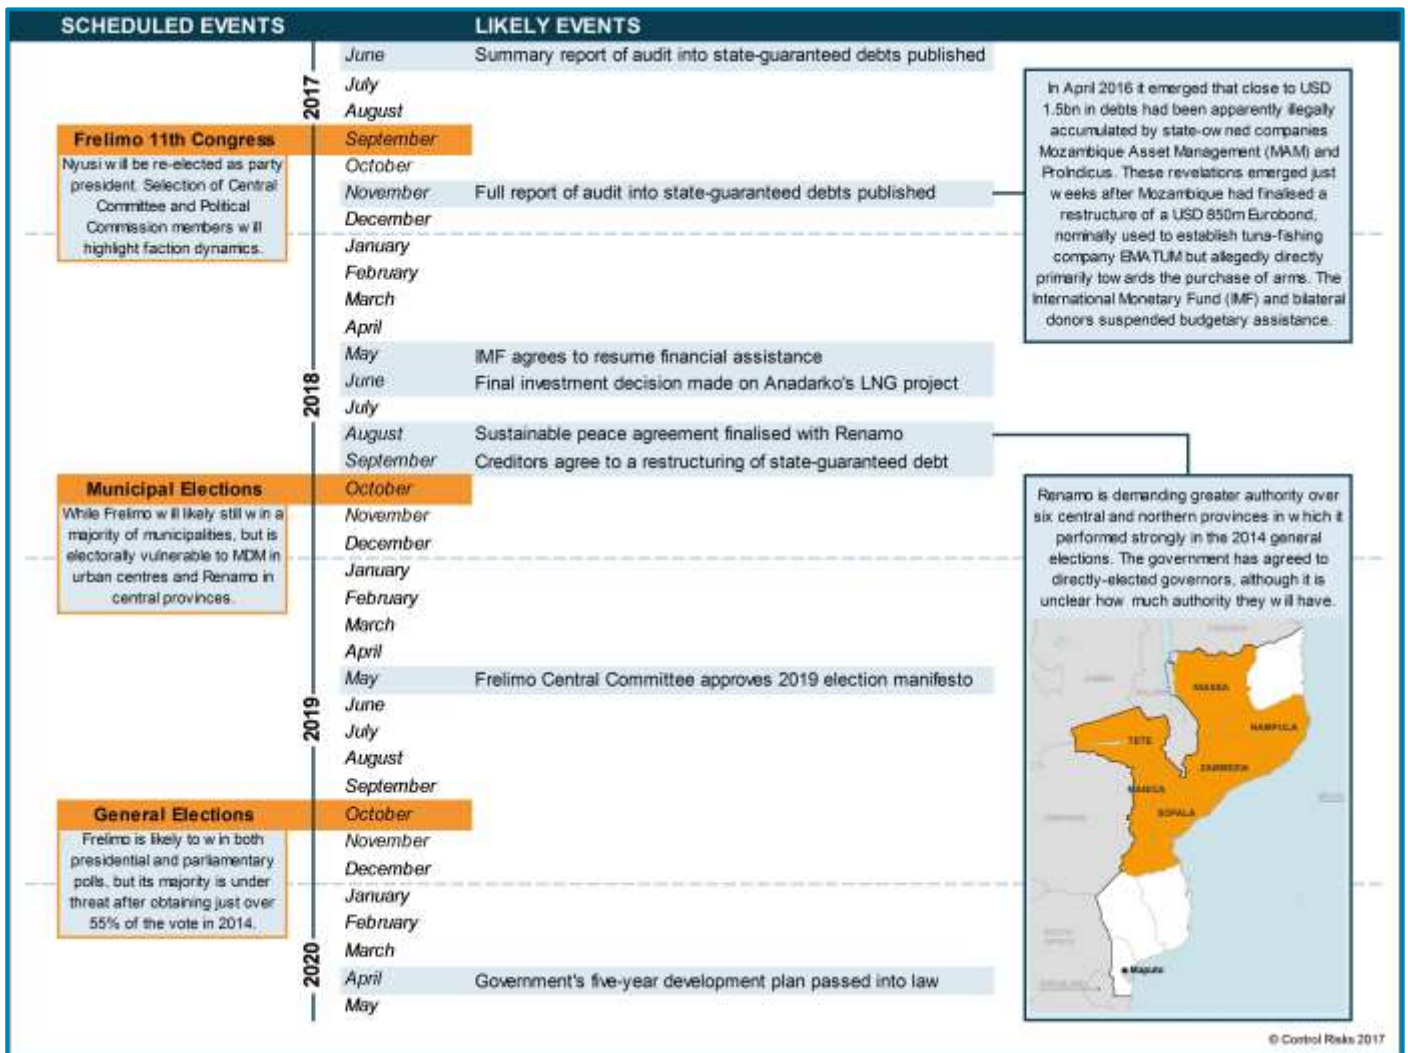 SCHEDULED EVENTS
LIKELY EVENTS
2017
June
Summary report of audit into state-guaranteed debts published
July
August
Frelimo 11th Congress
September
Nyusi will be re-elected as party
president. Selection of Central
Committee and Political
Commission members will
highlight faction dynamics.
October
November
Full report of audit into state-guaranteed debts published
December
In April 2016 it emerged that close to USD
1.5bn in debts had been apparently illegally
accumulated by state-owned companies
Mozambique Asset Management (MAM) and
ProIndicus. These revelations emerged just
weeks after Mozambique had finalised a
restructure of a USD 850m Eurobond,
nominally used to establish tuna-fishing
company EMATUM but allegedly directly
primarily towards the purchase of arms. The
International Monetary Fund (IMF) and bilateral
donors suspended budgetary assistance.
2018
January
February
March
April
May
IMF agrees to resume financial assistance
June
Final investment decision made on Anadarko's LNG project
July
August
Sustainable peace agreement finalised with Renamo
September
Creditors agree to a restructuring of state-guaranteed debt
Municipal Elections
October
While Frelimo will likely still win a
majority of municipalities, but is
electorally vulnerable to MDM in
urban centres and Renamo in
central provinces.
November
December
Renamo is demanding greater authority over
six central and northern provinces in which it
performed strongly in the 2014 general
elections. The government has agreed to
directly-elected governors, although it is
unclear how much authority they will have.
2019
January
February
March
April
May
Frelimo Central Committee approves 2019 election manifesto
June
July
August
September
General Elections
October
Frelimo is likely to win both
presidential and parliamentary
polls, but its majority is under
threat after obtaining just over
55% of the vote in 2014.
November
December
2020
January
February
March
April
Government's five-year development plan passed into law
May
NIASSA
NAMPULA
TETE
ZAMBEZIA
MANICA
SOFALA
Maputo
© Control Risks 2017